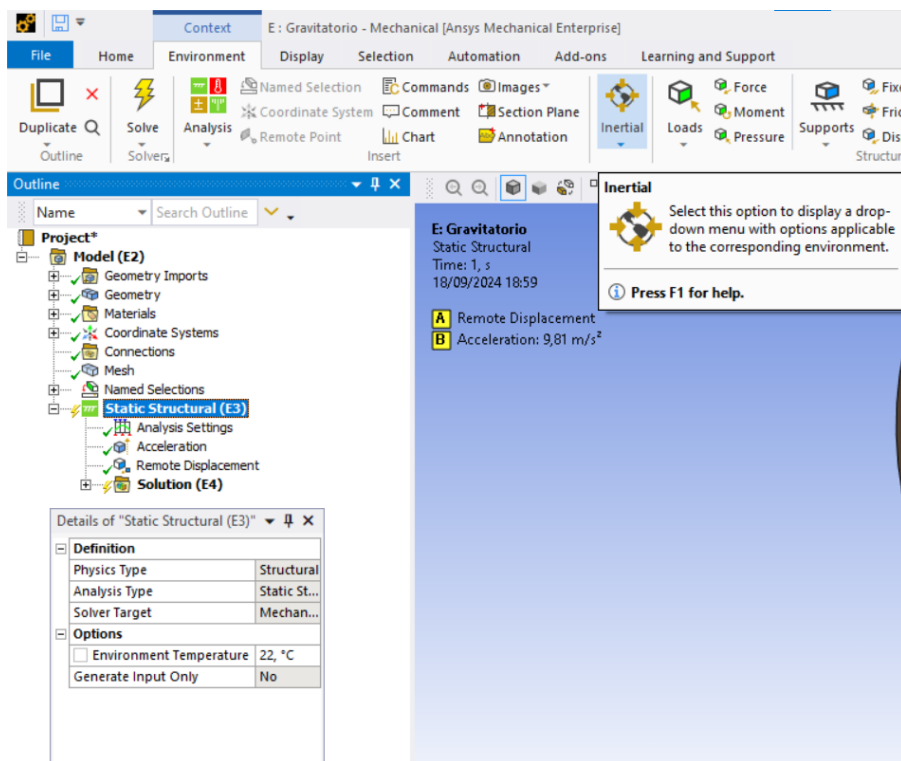 Context
E : Gravitatorio - Mechanical [Ansys Mechanical Enterprise]
File Home Environment Display Selection Automation Add-ons Learning and Support
Duplicate
Outline
Solve
Solvers
Analysis
Named Selection
Coordinate System
Remote Point
Commands
Comment
Chart
Images
Section Plane
Annotation
Insert
Inertial
Loads
Force
Moment
Pressure
Supports
Structur
Outline
Name
Search Outline
Project*
Model (E2)
Geometry Imports
Geometry
Materials
Coordinate Systems
Connections
Mesh
Named Selections
Static Structural (E3)
Analysis Settings
Acceleration
Remote Displacement
Solution (E4)
Details of "Static Structural (E3)"
Definition
Physics Type Structural
Analysis Type Static St...
Solver Target Mechan...
Options
Environment Temperature 22, °C
Generate Input Only No
E: Gravitatorio
Static Structural
Time: 1, s
18/09/2024 18:59
A Remote Displacement
B Acceleration: 9,81 m/s²
Inertial
Select this option to display a drop-
down menu with options applicable
to the corresponding environment.
Press F1 for help.